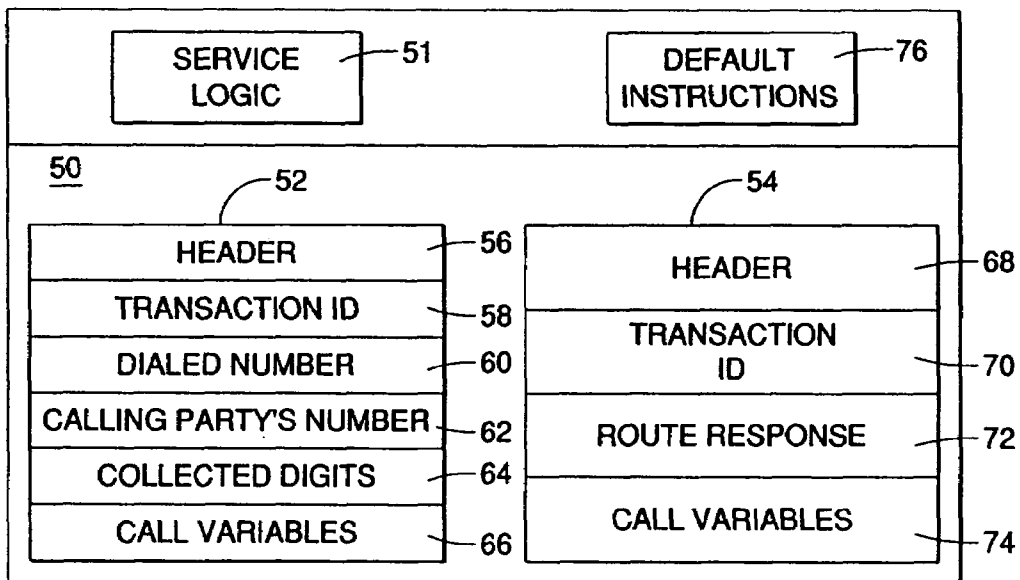 SERVICE
LOGIC
51
DEFAULT
INSTRUCTIONS
76
50
52
HEADER
56
TRANSACTION ID
58
DIALED NUMBER
60
CALLING PARTY'S NUMBER
62
COLLECTED DIGITS
64
CALL VARIABLES
66
54
HEADER
68
TRANSACTION
ID
70
ROUTE RESPONSE
72
CALL VARIABLES
74